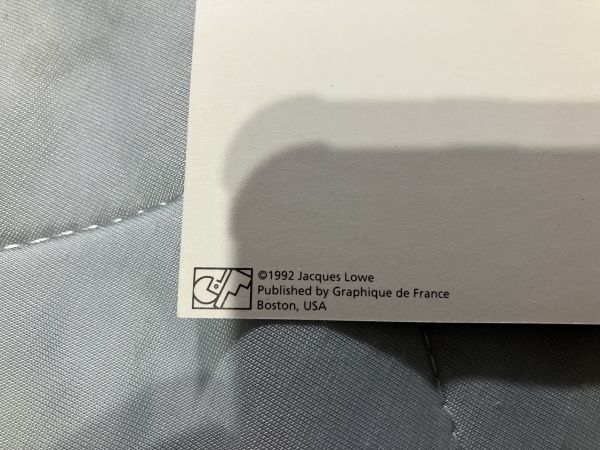 ©1992 Jacques Lowe
Published by Graphique de France
Boston, USA